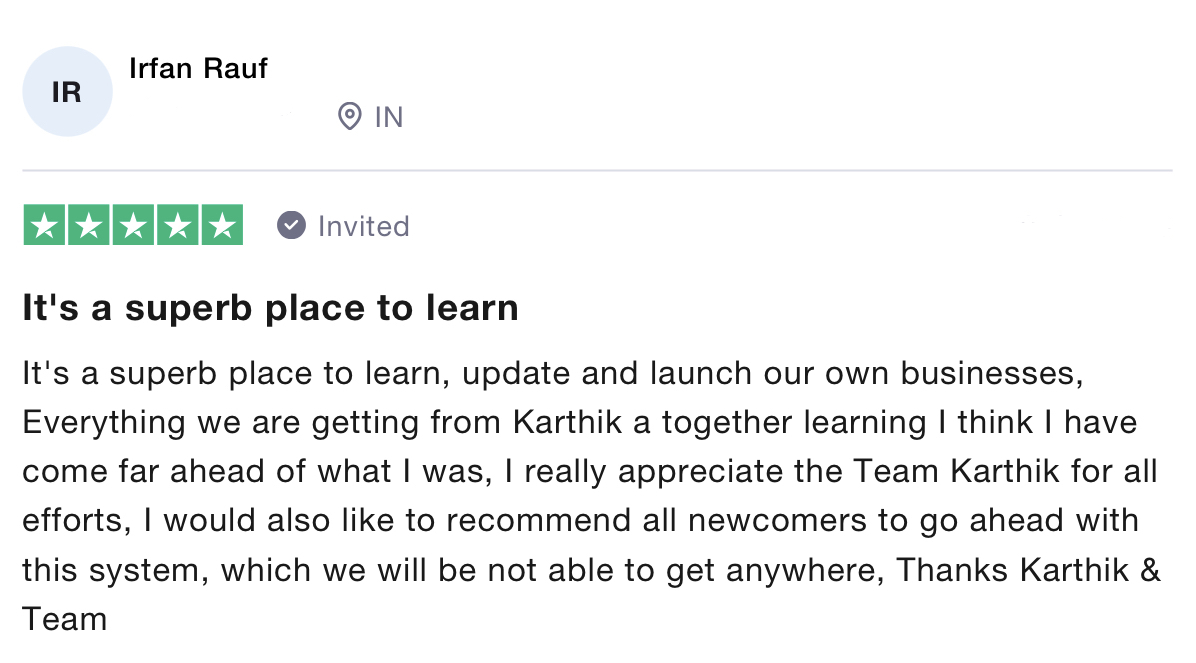 IR
Irfan Rauf
IN
Invited
It's a superb place to learn
It's a superb place to learn, update and launch our own businesses,
Everything we are getting from Karthik a together learning I think I have
come far ahead of what I was, I really appreciate the Team Karthik for all
efforts, I would also like to recommend all newcomers to go ahead with
this system, which we will be not able to get anywhere, Thanks Karthik &
Team